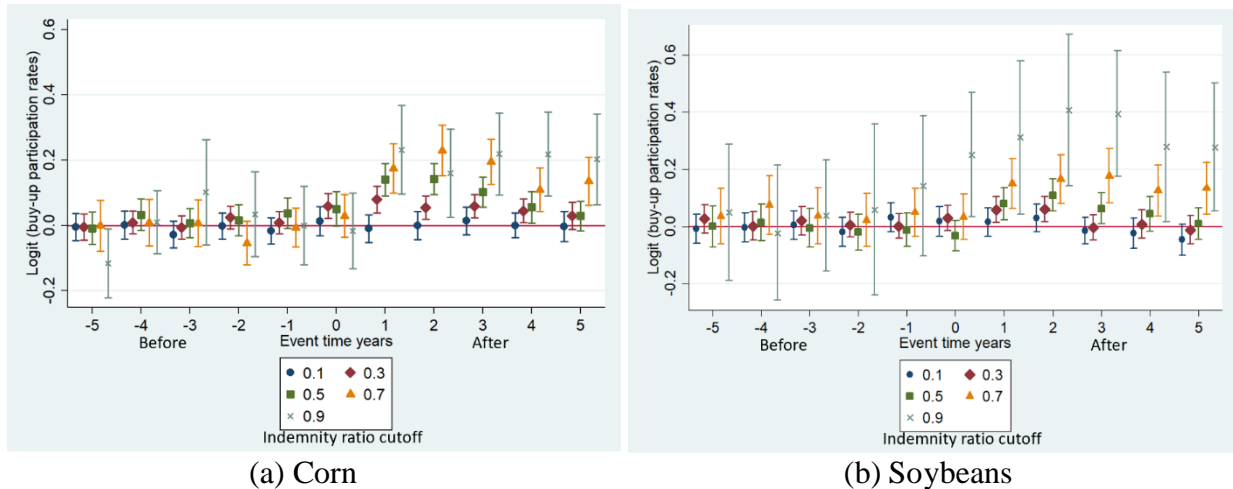 Logit (buy-up participation rates)
0.6
0.4
0.2
0.0
-0.2
-5 -4 -3 -2 -1 0 1 2 3 4 5
Before Event time years After
0.1 0.3
0.5 0.7
0.9
Indemnity ratio cutoff
(a) Corn
Logit (buy-up participation rates)
0.6
0.4
0.2
0.0
-0.2
-5 -4 -3 -2 -1 0 1 2 3 4 5
Before Event time years After
0.1 0.3
0.5 0.7
0.9
Indemnity ratio cutoff
(b) Soybeans